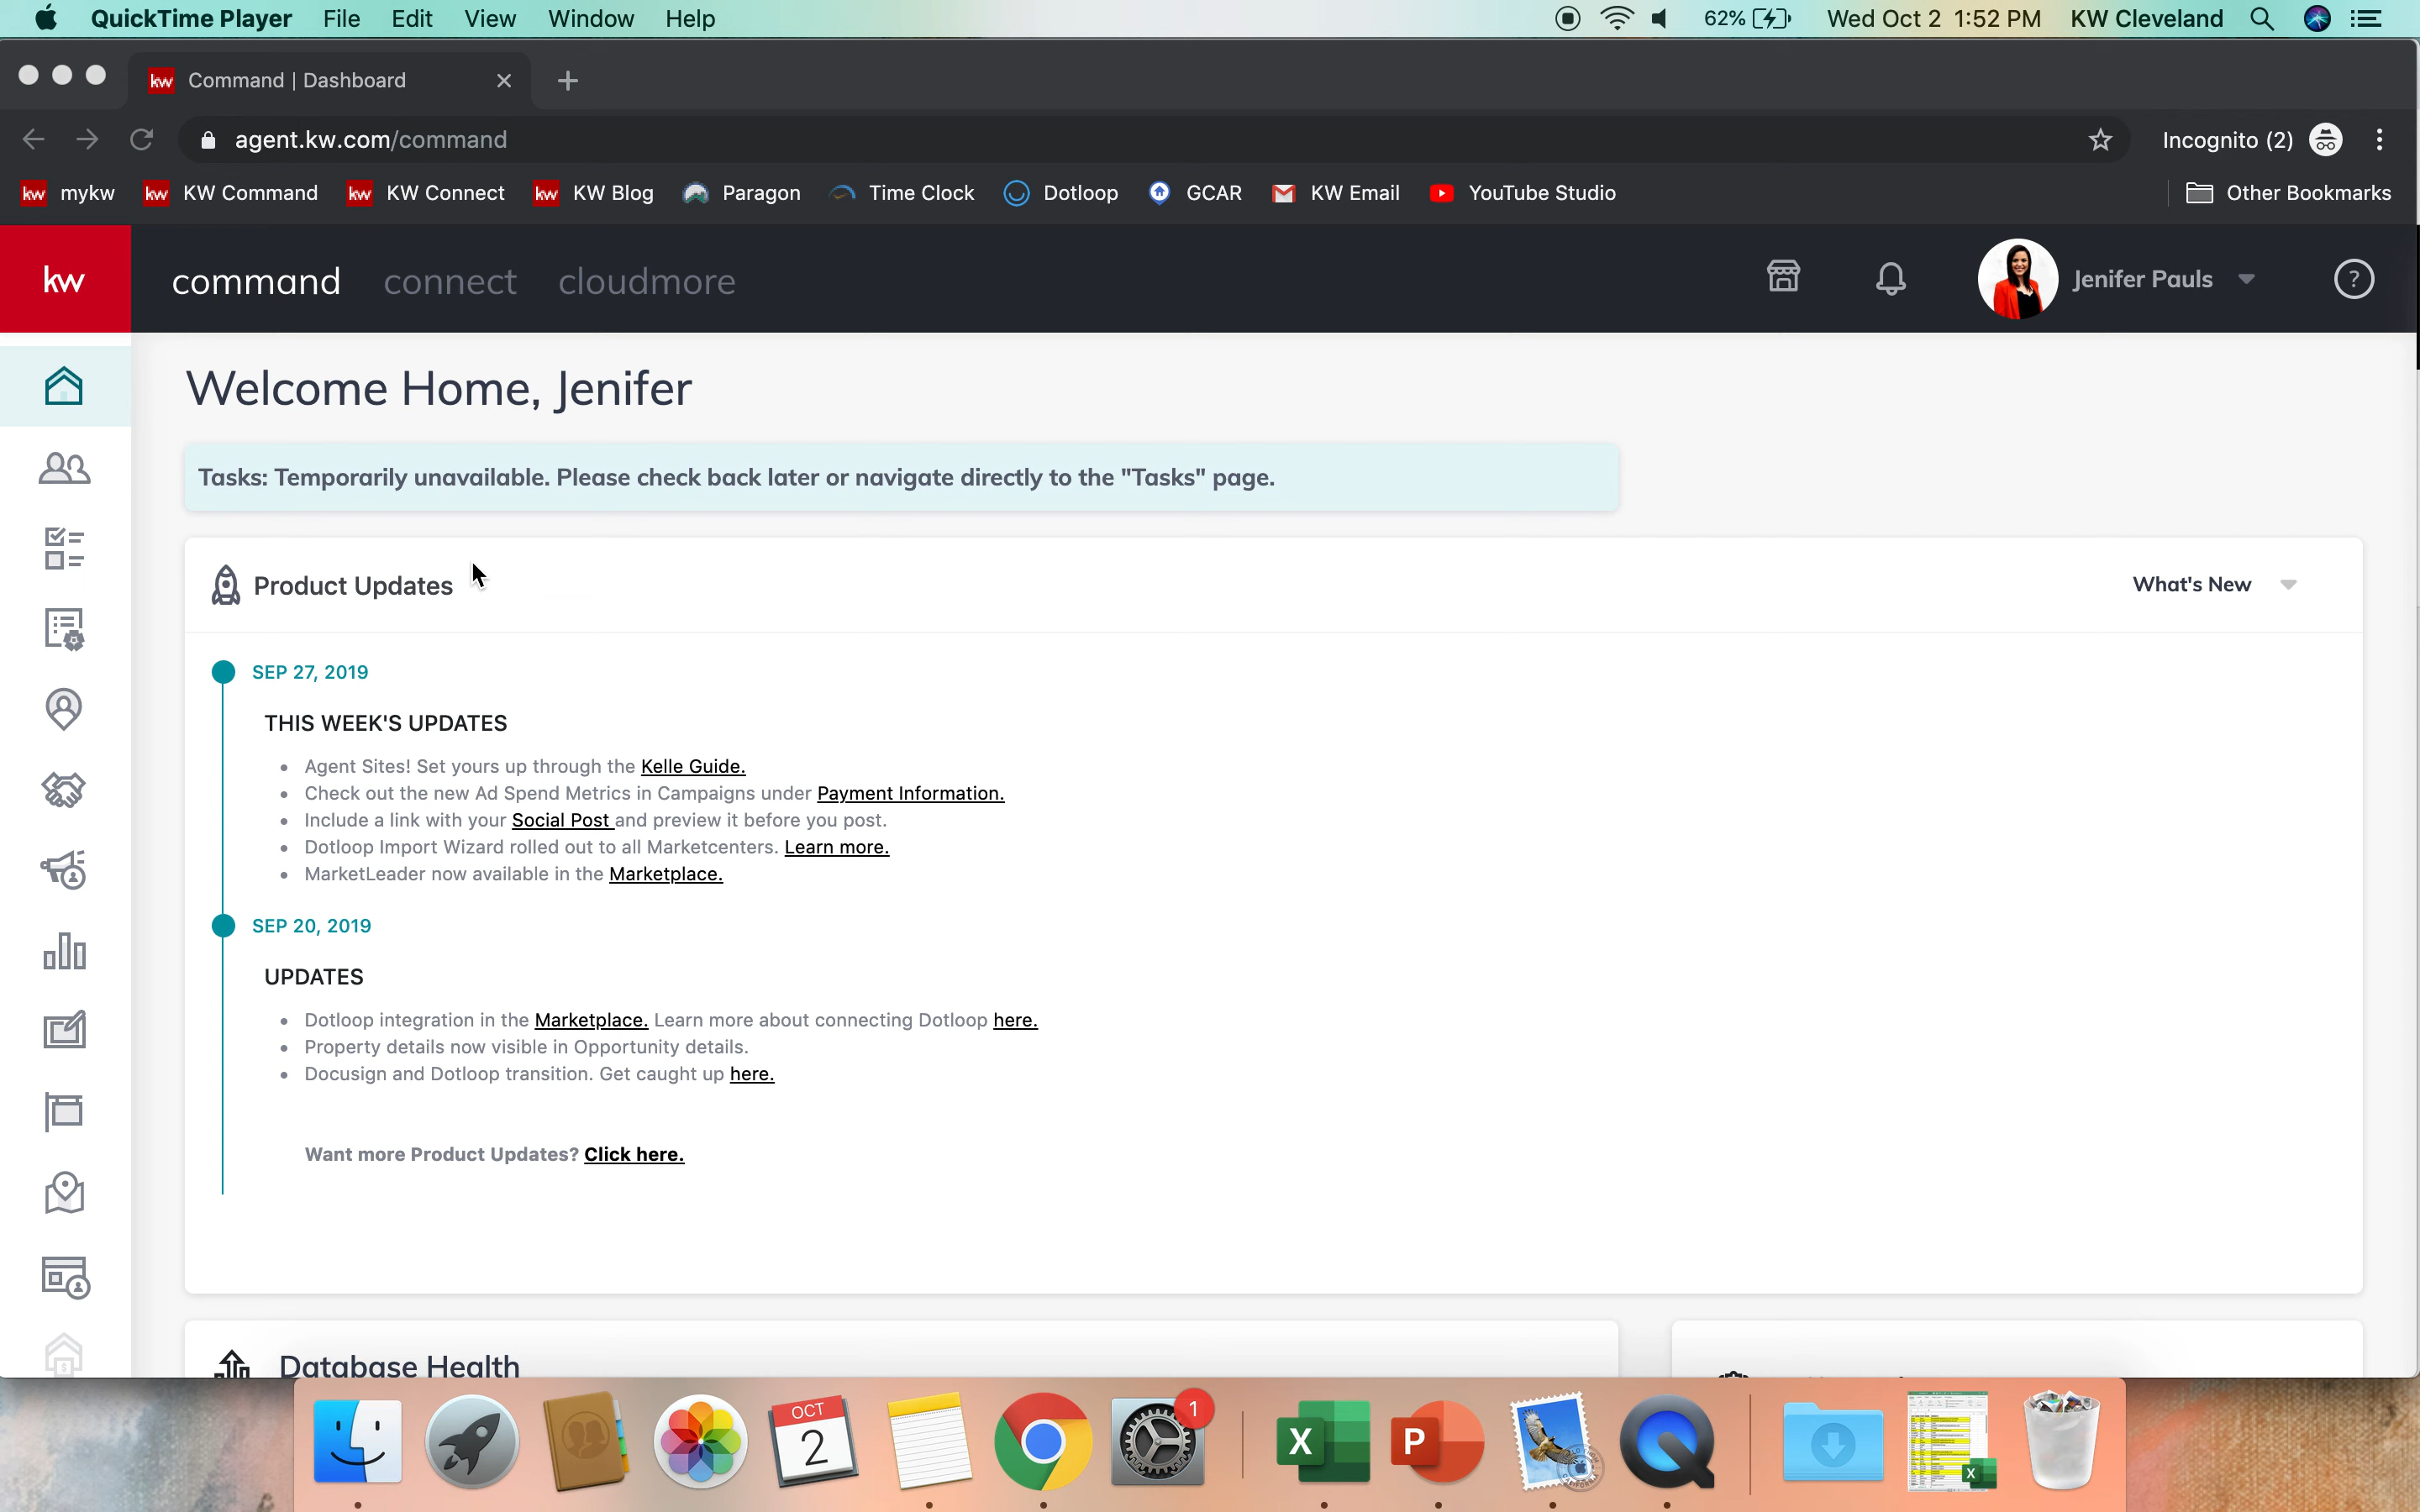 QuickTime Player File Edit View Window Help 62% Wed Oct 2 1:52 PM KW Cleveland
kw Command | Dashboard
agent.kw.com/command Incognito (2)
kw mykw kw KW Command kw KW Connect kw KW Blog Paragon Time Clock Dotloop GCAR KW Email YouTube Studio Other Bookmarks
kw command connect cloudmore Jenifer Pauls ?
Welcome Home, Jenifer
Tasks: Temporarily unavailable. Please check back later or navigate directly to the "Tasks" page.
Product Updates What's New
SEP 27, 2019
THIS WEEK'S UPDATES
• Agent Sites! Set yours up through the Kelle Guide.
• Check out the new Ad Spend Metrics in Campaigns under Payment Information.
• Include a link with your Social Post and preview it before you post.
• Dotloop Import Wizard rolled out to all Marketcenters. Learn more.
• MarketLeader now available in the Marketplace.
SEP 20, 2019
UPDATES
• Dotloop integration in the Marketplace. Learn more about connecting Dotloop here.
• Property details now visible in Opportunity details.
• Docusign and Dotloop transition. Get caught up here.
Want more Product Updates? Click here.
Database Health
OCT
2
1
X
P
X